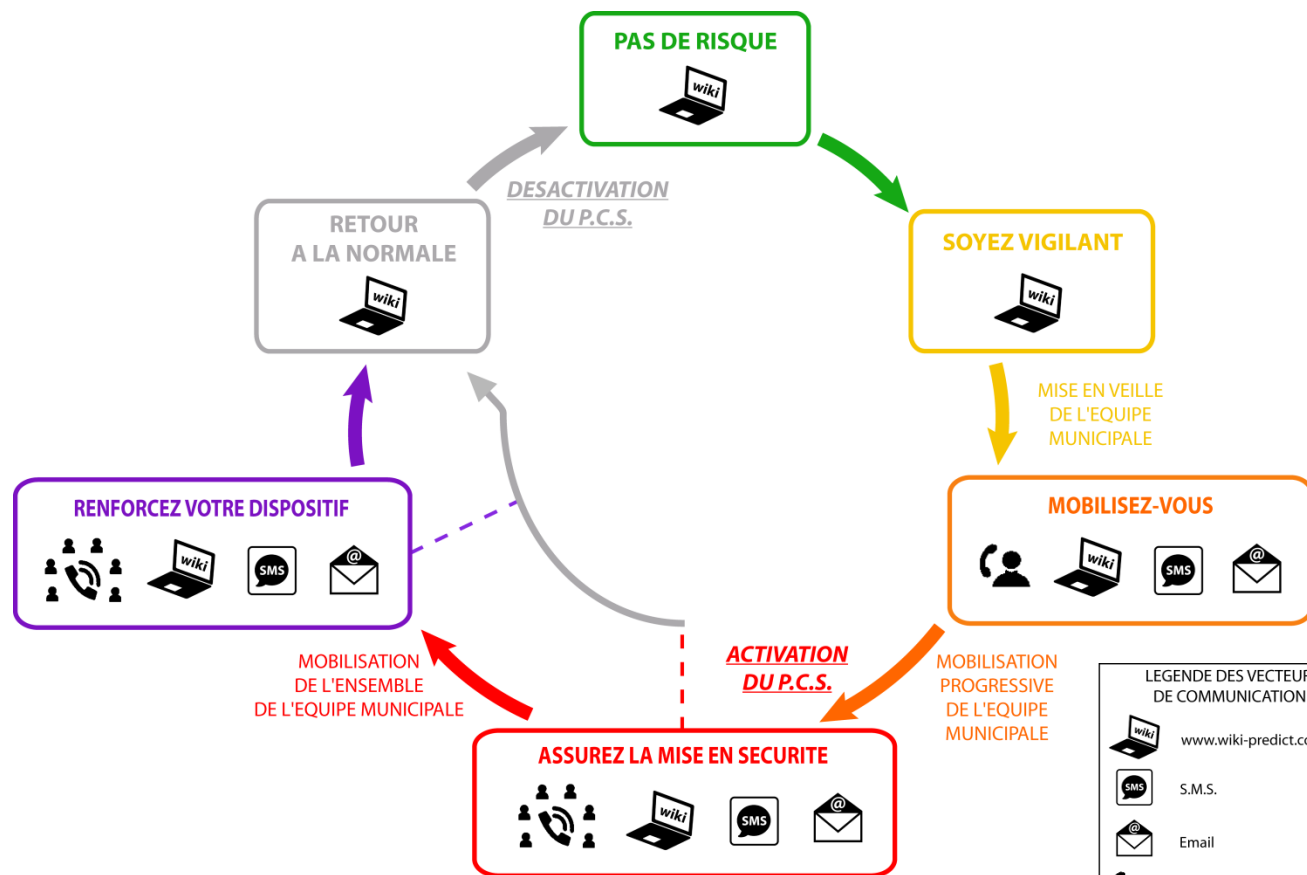 PAS DE RISQUE
wiki
DESACTIVATION
DU P.C.S.
RETOUR
A LA NORMALE
wiki
SOYEZ VIGILANT
wiki
MISE EN VEILLE
DE L'EQUIPE
MUNICIPALE
RENFORCEZ VOTRE DISPOSITIF
wiki
SMS
@
MOBILISEZ-VOUS
wiki
SMS
@
MOBILISATION
DE L'ENSEMBLE
DE L'EQUIPE MUNICIPALE
ACTIVATION
DU P.C.S.
MOBILISATION
PROGRESSIVE
DE L'EQUIPE
MUNICIPALE
ASSUREZ LA MISE EN SECURITE
wiki
SMS
@
LEGENDE DES VECTEUR
DE COMMUNICATION
wiki
www.wiki-predict.co
SMS
S.M.S.
@
Email